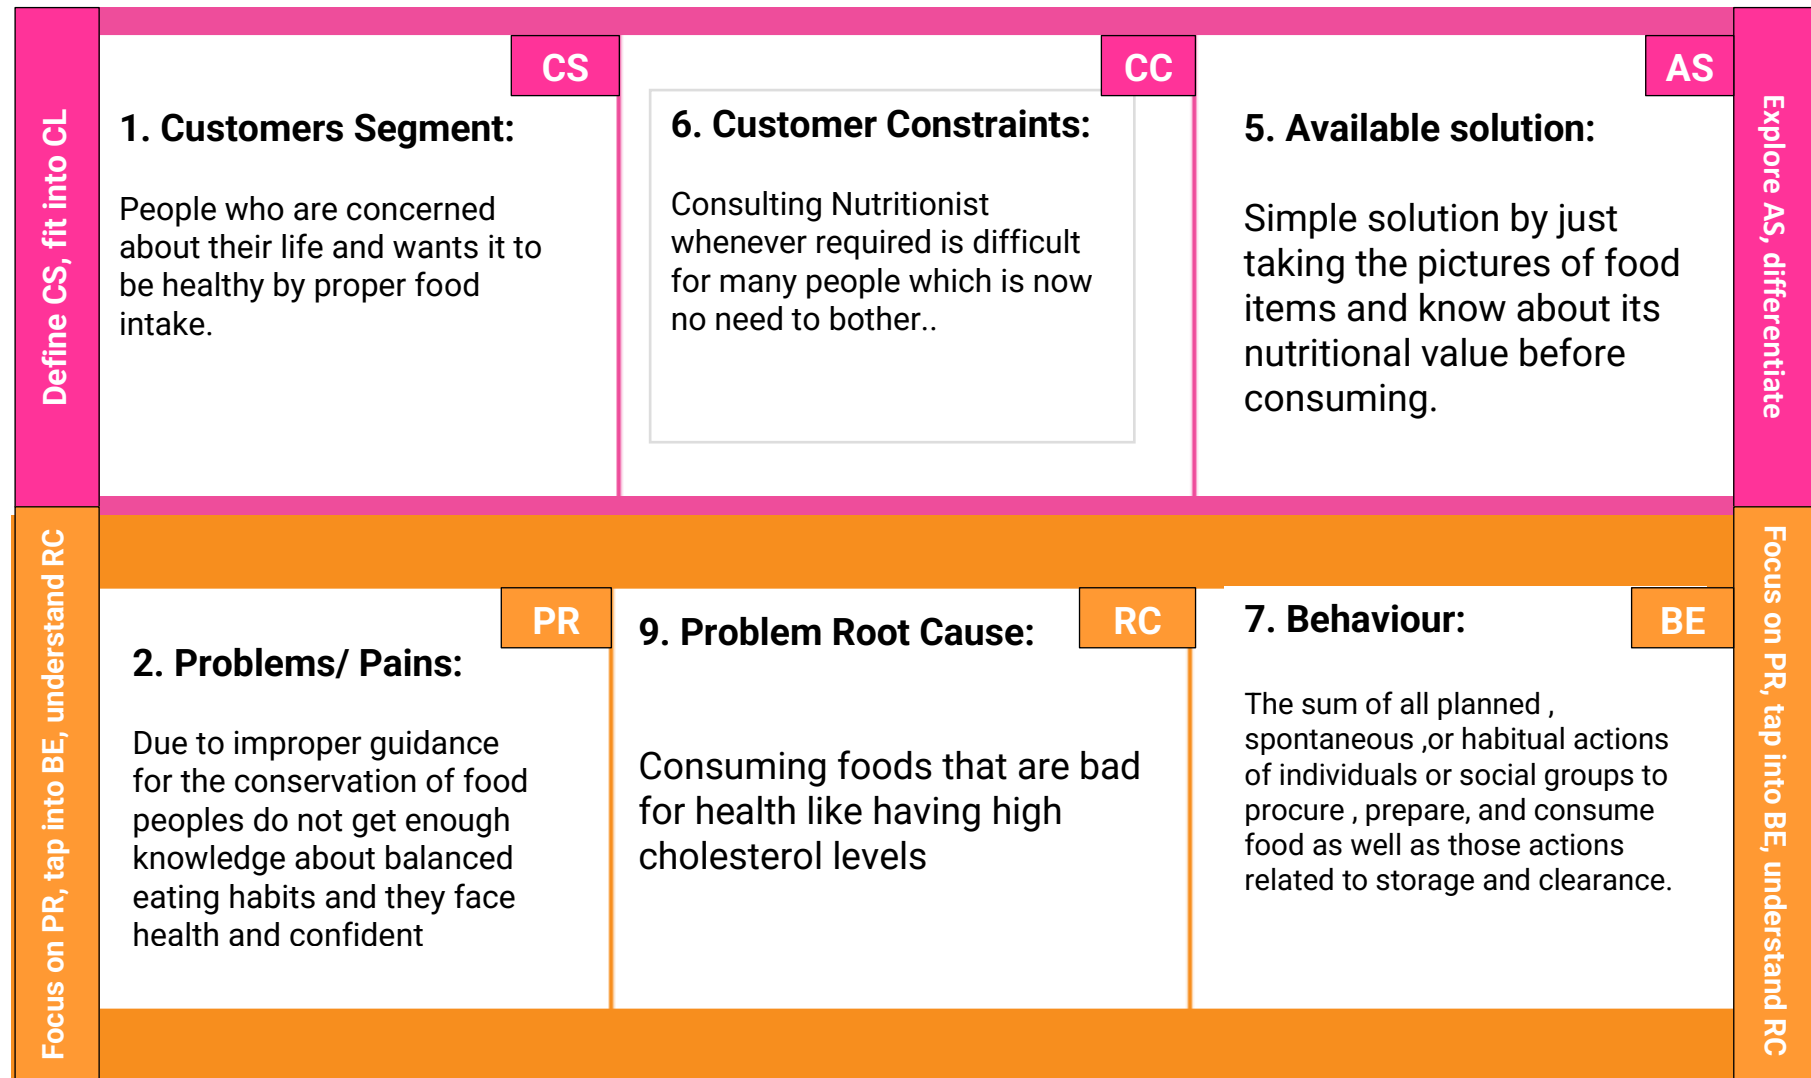 Define CS, fit into CL
CS
1. Customers Segment:
People who are concerned
about their life and wants it to
be healthy by proper food
intake.
CC
6. Customer Constraints:
Consulting Nutritionist
whenever required is difficult
for many people which is now
no need to bother..
AS
5. Available solution:
Simple solution by just
taking the pictures of food
items and know about its
nutritional value before
consuming.
Explore AS, differentiate
Focus on PR, tap into BE, understand RC
PR
2. Problems/ Pains:
Due to improper guidance
for the conservation of food
peoples do not get enough
knowledge about balanced
eating habits and they face
health and confident
RC
9. Problem Root Cause:
Consuming foods that are bad
for health like having high
cholesterol levels
BE
7. Behaviour:
The sum of all planned ,
spontaneous ,or habitual actions
of individuals or social groups to
procure , prepare, and consume
food as well as those actions
related to storage and clearance.
Focus on PR, tap into BE, understand RC